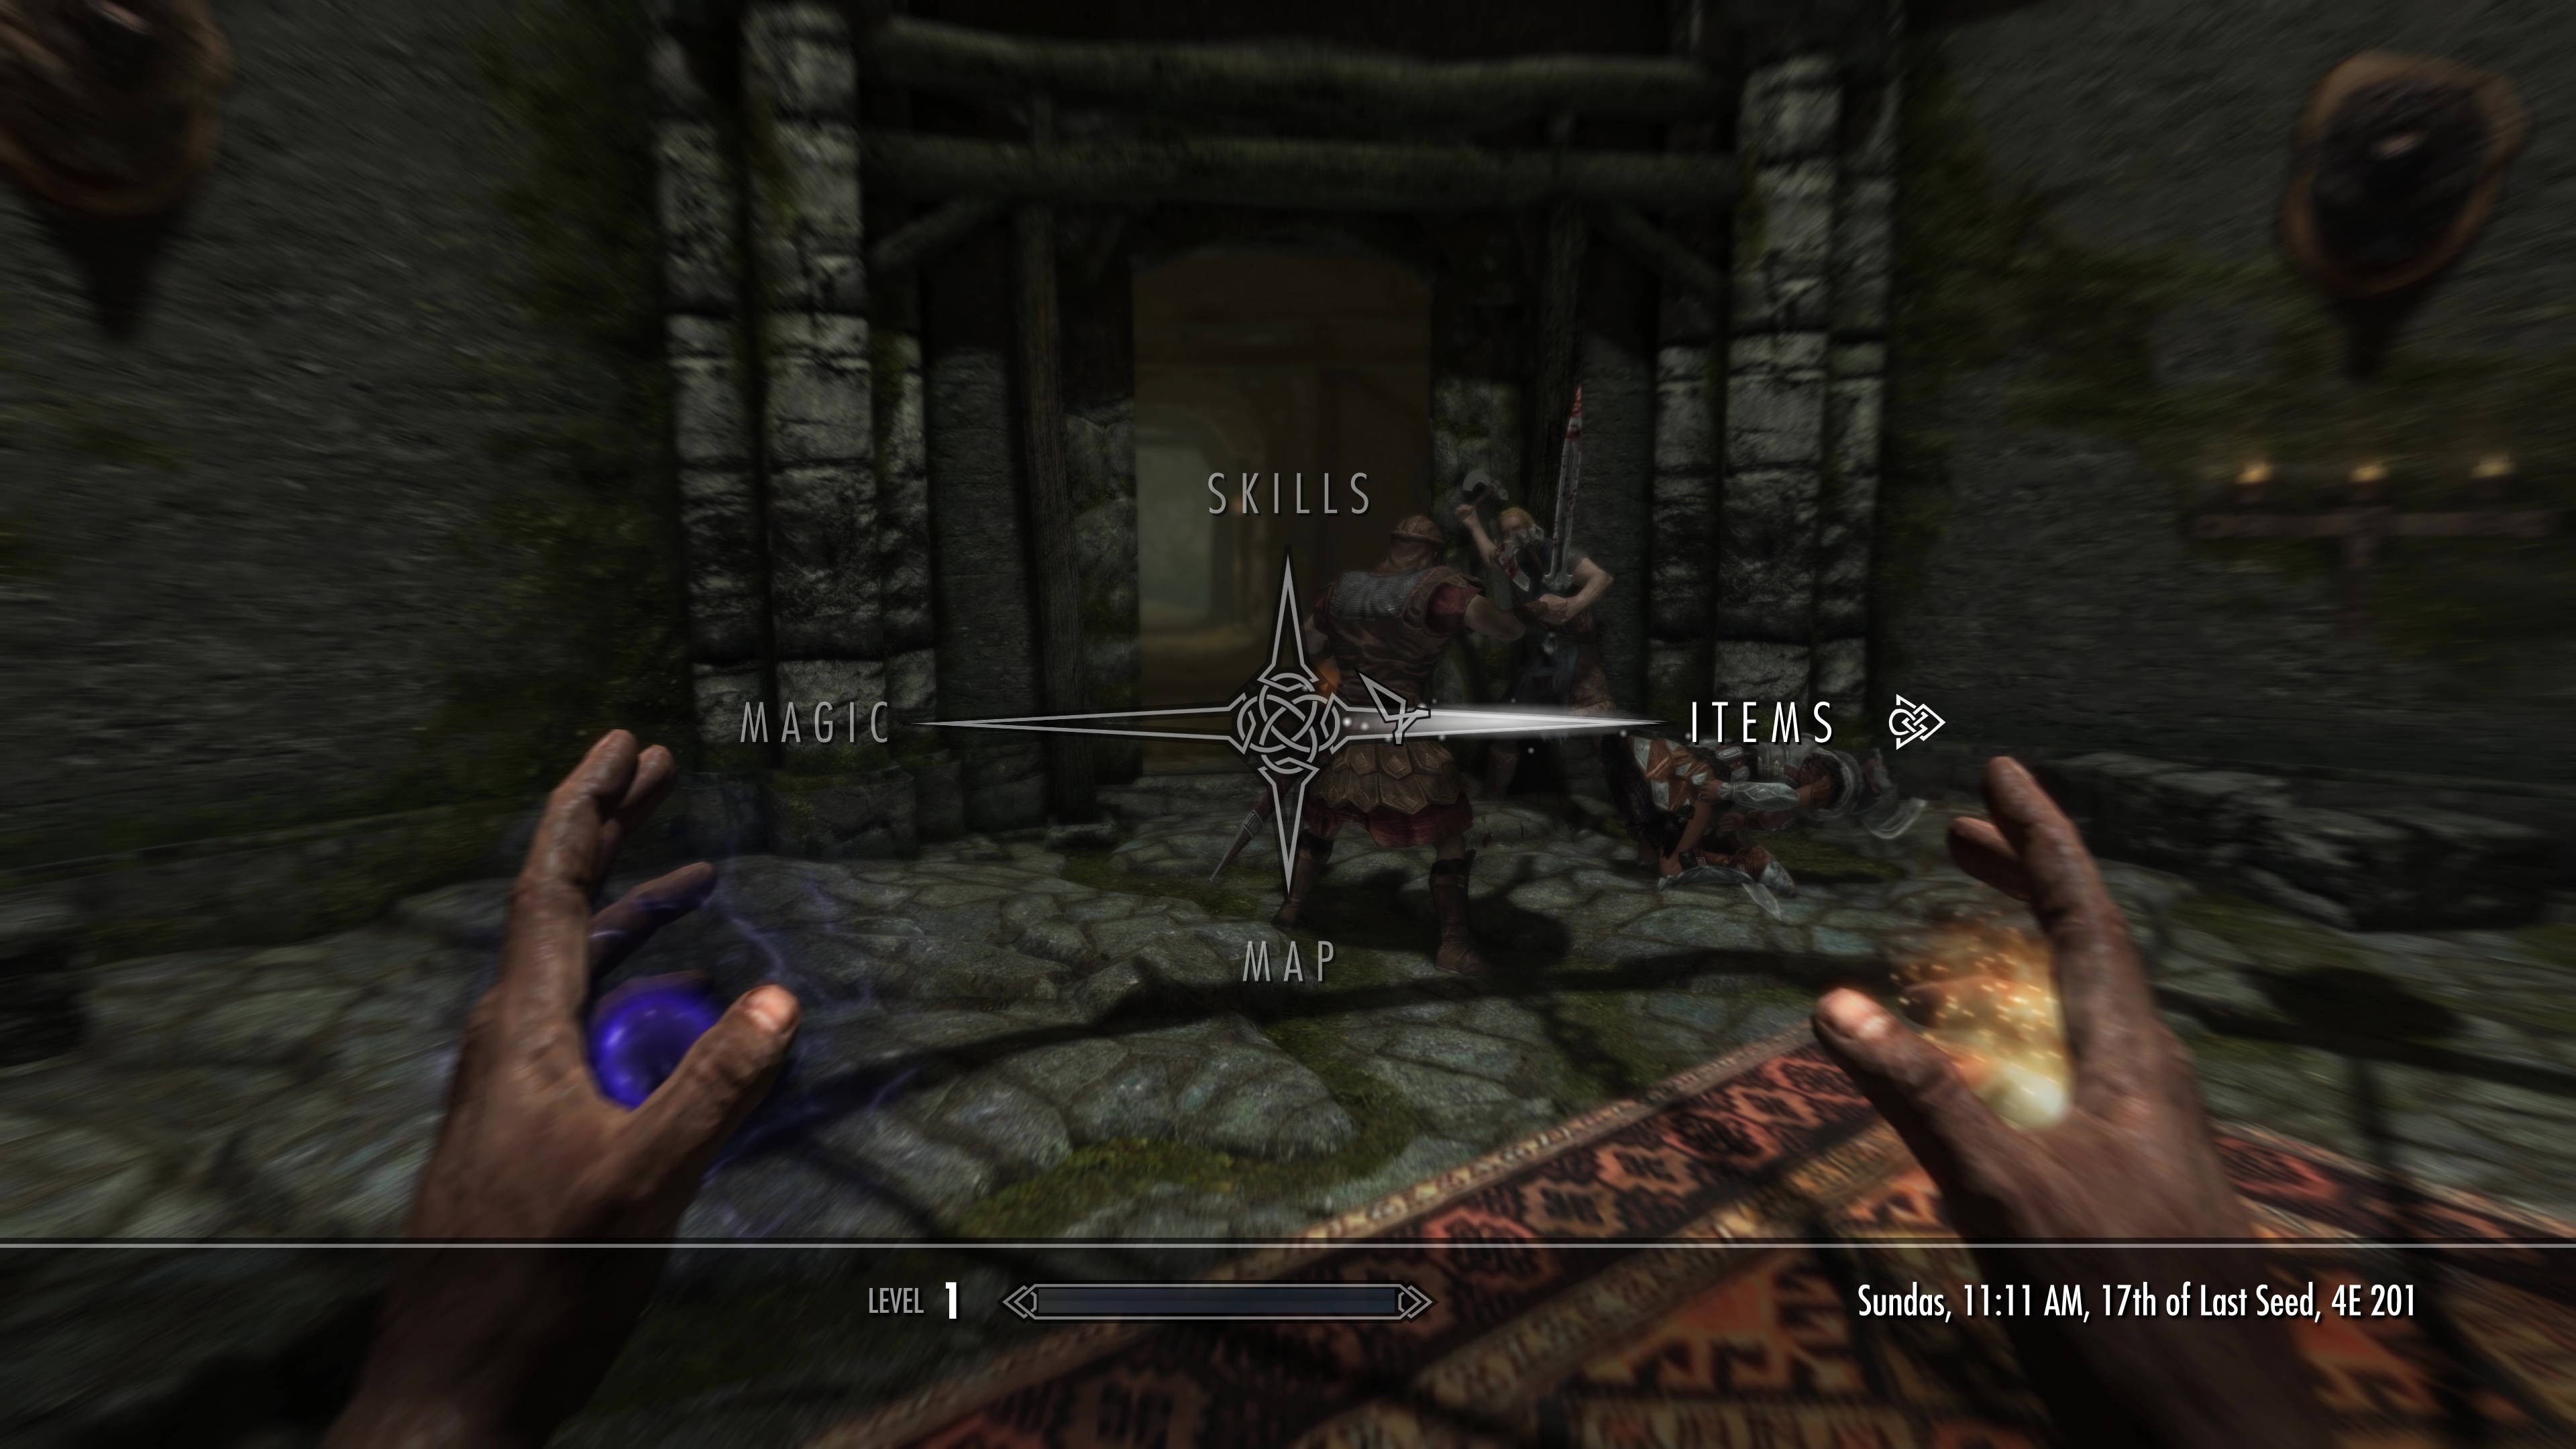 SKILLS
MAGIC
ITEMS
MAP
LEVEL 1
Sundas, 11:11 AM, 17th of Last Seed, 4E 201